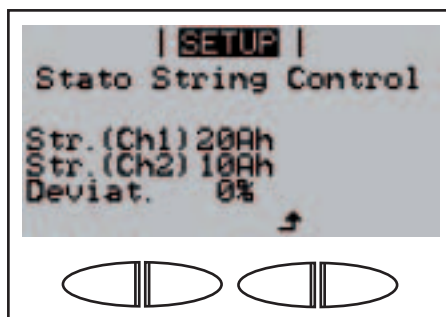 | SETUP |
Stato String Control
Str.(Ch1) 20Ah
Str.(Ch2) 10Ah
Deviat. 0%